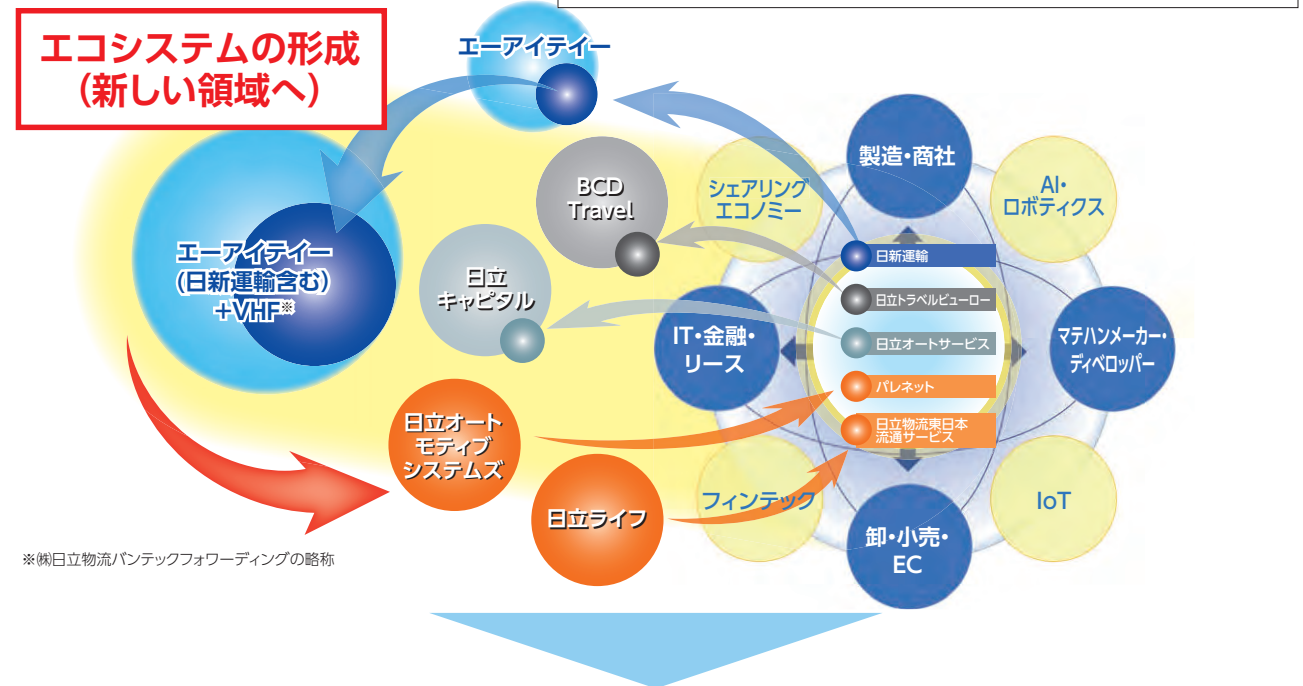 エコシステムの形成
(新しい領域へ)
エーアイテイー
エーアイテイー
(日新運輸含む)
+VHF※
BCD
Travel
日立
キャピタル
日立オート
モティブ
システムズ
日立ライフ
シェアリング
エコノミー
製造・商社
AI・
ロボティクス
日新運輸
日立トラベルビューロー
日立オートサービス
パレネット
日立物流東日本
流通サービス
IT・金融・
リース
マテハンメーカー・
ディベロッパー
フィンテック
卸・小売・
EC
IoT
※㈱日立物流バンテックフォワーディングの略称